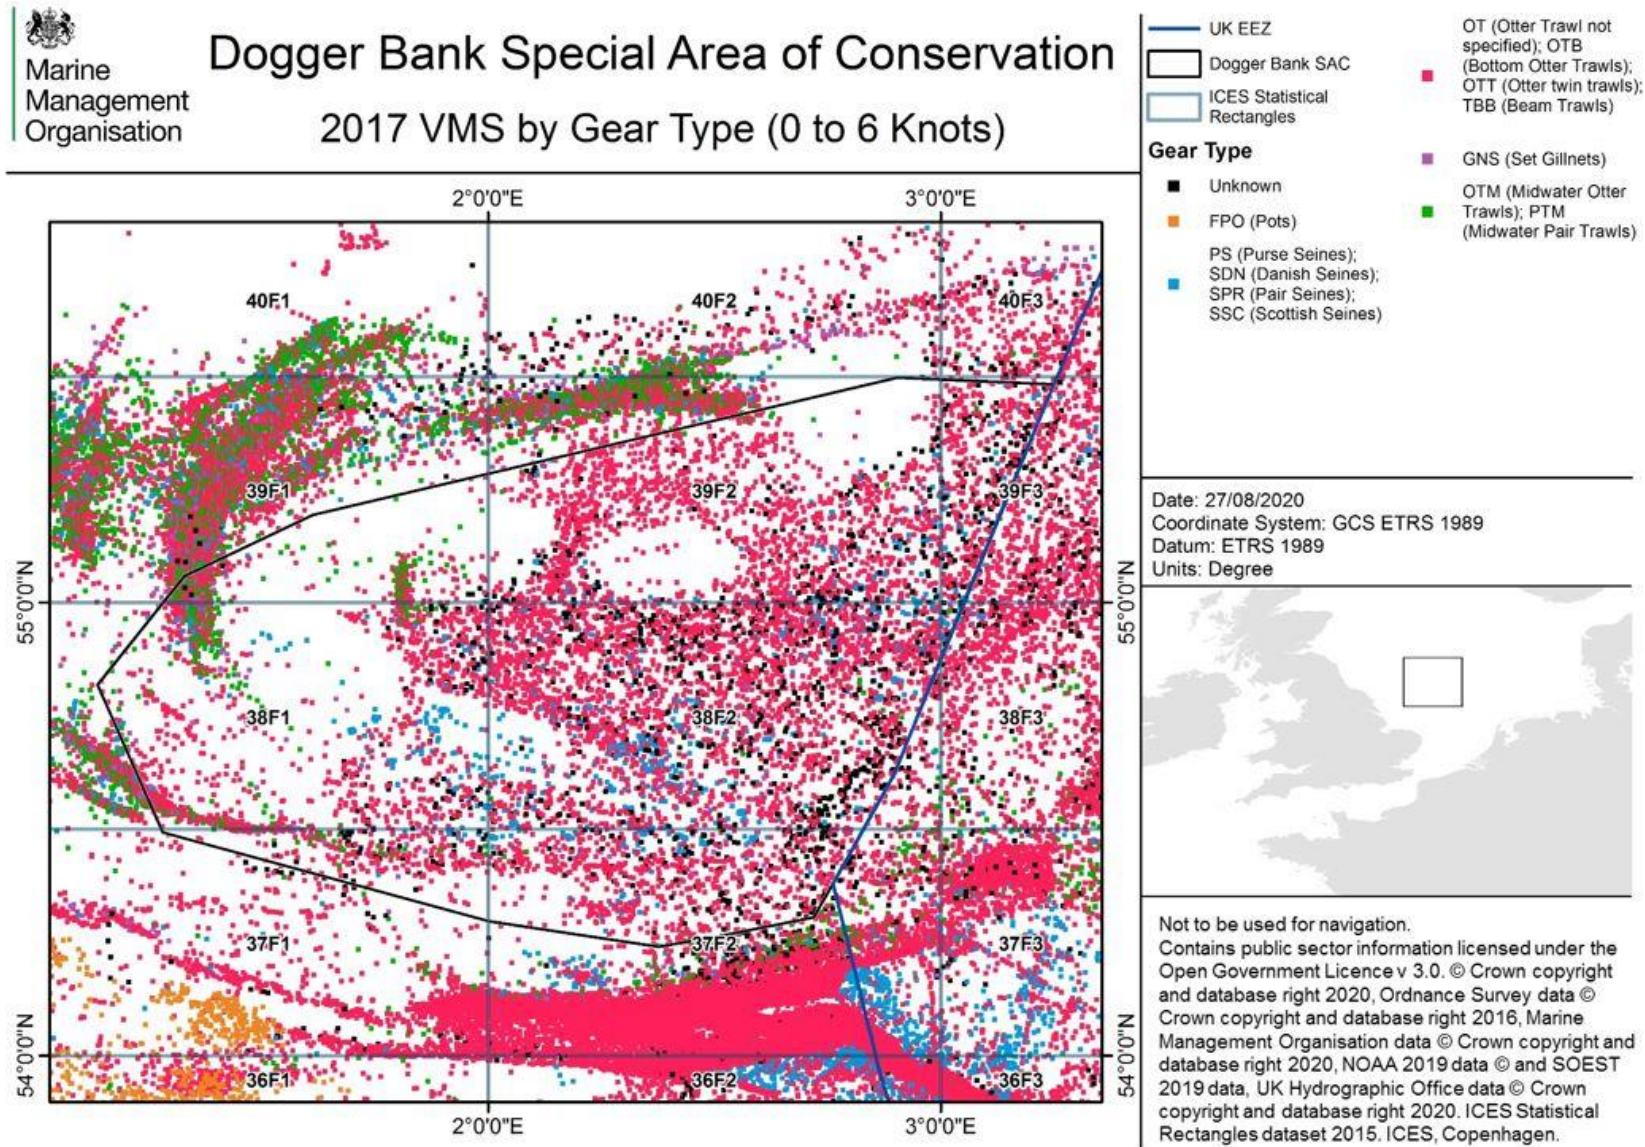 Marine
Management
Organisation
Dogger Bank Special Area of Conservation
2017 VMS by Gear Type (0 to 6 Knots)
2°0'0"E
3°0'0"E
40F1
40F2
40F3
39F1
39F2
39F3
55°0'0"N
55°0'0"N
38F1
38F2
38F3
37F1
37F2
37F3
54°0'0"N
54°0'0"N
36F1
36F2
36F3
2°0'0"E
3°0'0"E
UK EEZ
Dogger Bank SAC
ICES Statistical
Rectangles
Gear Type
Unknown
FPO (Pots)
PS (Purse Seines);
SDN (Danish Seines);
SPR (Pair Seines);
SSC (Scottish Seines)
OT (Otter Trawl not
specified); OTB
(Bottom Otter Trawls);
OTT (Otter twin trawls);
TBB (Beam Trawls)
GNS (Set Gillnets)
OTM (Midwater Otter
Trawls); PTM
(Midwater Pair Trawls)
Date: 27/08/2020
Coordinate System: GCS ETRS 1989
Datum: ETRS 1989
Units: Degree
Not to be used for navigation.
Contains public sector information licensed under the
Open Government Licence v 3.0. © Crown copyright
and database right 2020, Ordnance Survey data ©
Crown copyright and database right 2016, Marine
Management Organisation data © Crown copyright and
database right 2020, NOAA 2019 data © and SOEST
2019 data, UK Hydrographic Office data © Crown
copyright and database right 2020. ICES Statistical
Rectangles dataset 2015. ICES, Copenhagen.